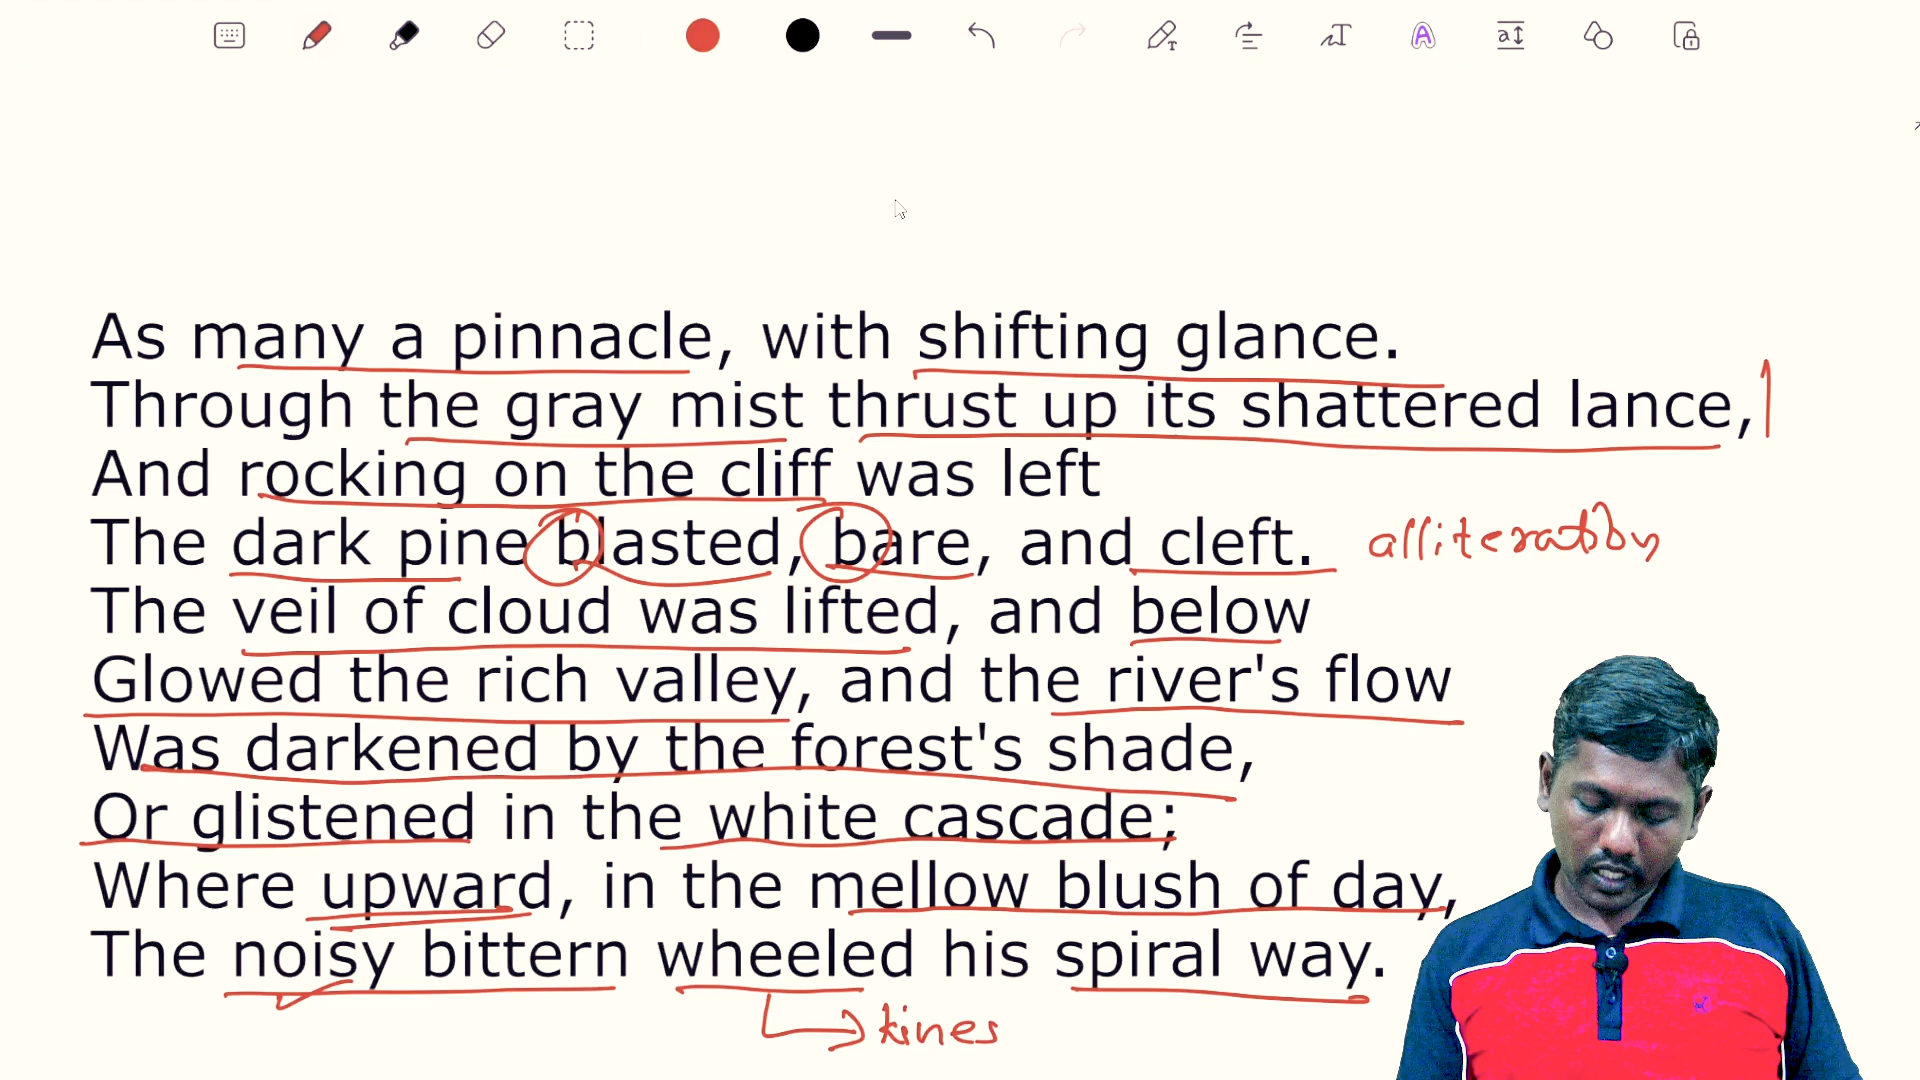 As many a pinnacle, with shifting glance.
Through the gray mist thrust up its shattered lance,
And rocking on the cliff was left
The dark pine blasted, bare, and cleft. alliteration
The veil of cloud was lifted, and below
Glowed the rich valley, and the river's flow
Was darkened by the forest's shade,
Or glistened in the white cascade;
Where upward, in the mellow blush of day,
The noisy bittern wheeled his spiral way.
kines